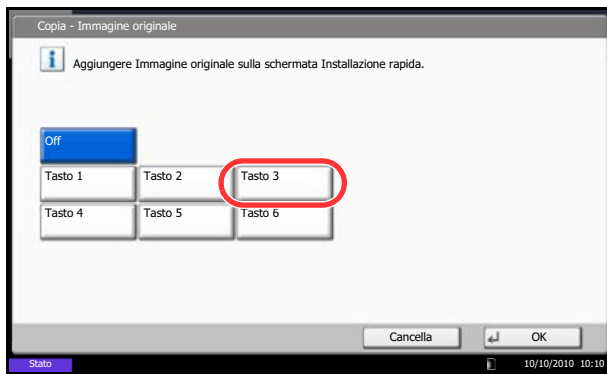 Copia - Immagine originale
Aggiungere Immagine originale sulla schermata Installazione rapida.
Off
Tasto 1 Tasto 2 Tasto 3
Tasto 4 Tasto 5 Tasto 6
Cancella OK
Stato 10/10/2010 10:10